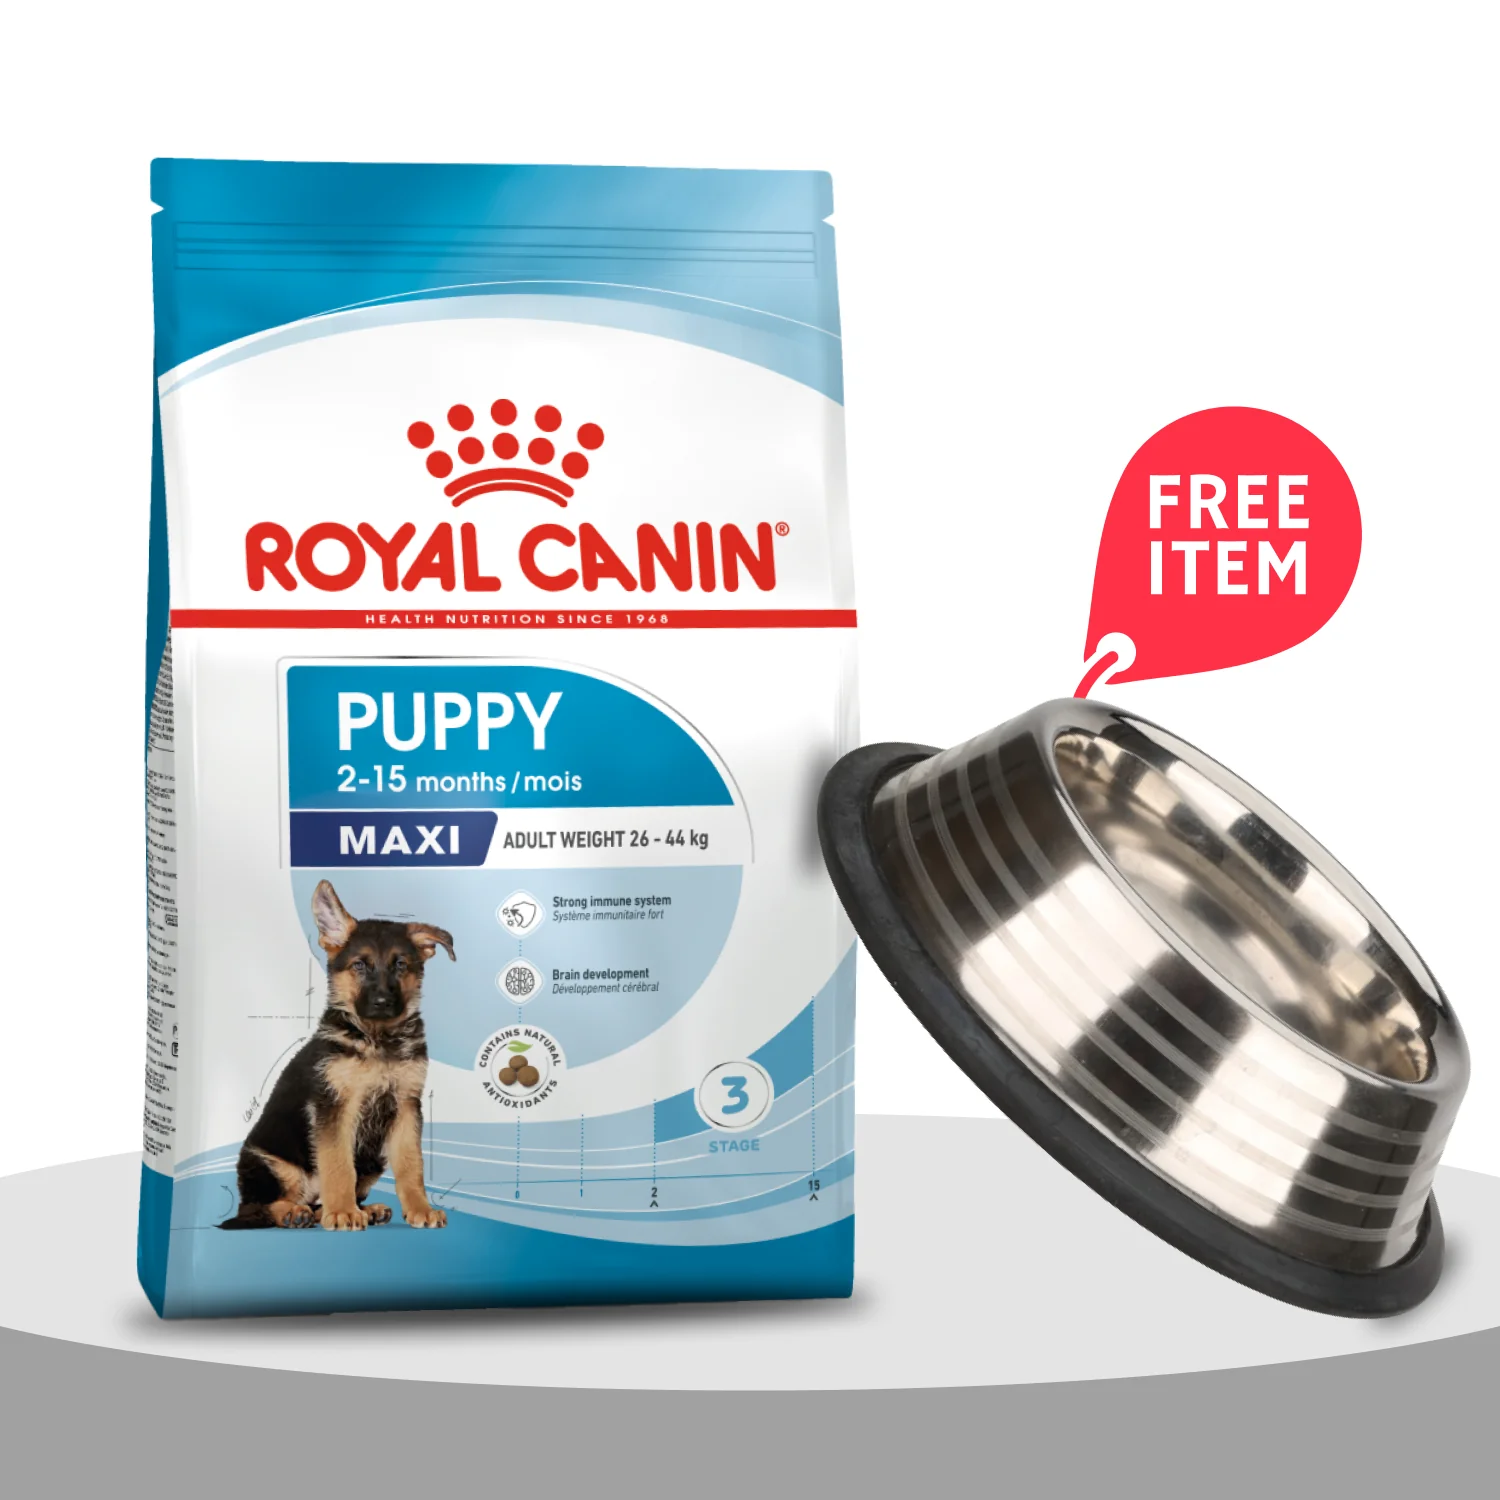 ROYAL CANIN®
HEALTH NUTRITION SINCE 1968
PUPPY
2-15 months/mois
MAXI
ADULT WEIGHT 26 - 44 kg
Strong immune system
Système immunitaire fort
Brain development
Développement cérébral
CONTAINS NATURAL
ANTIOXIDANTS
3
STAGE
0
1
2
15
FREE
ITEM